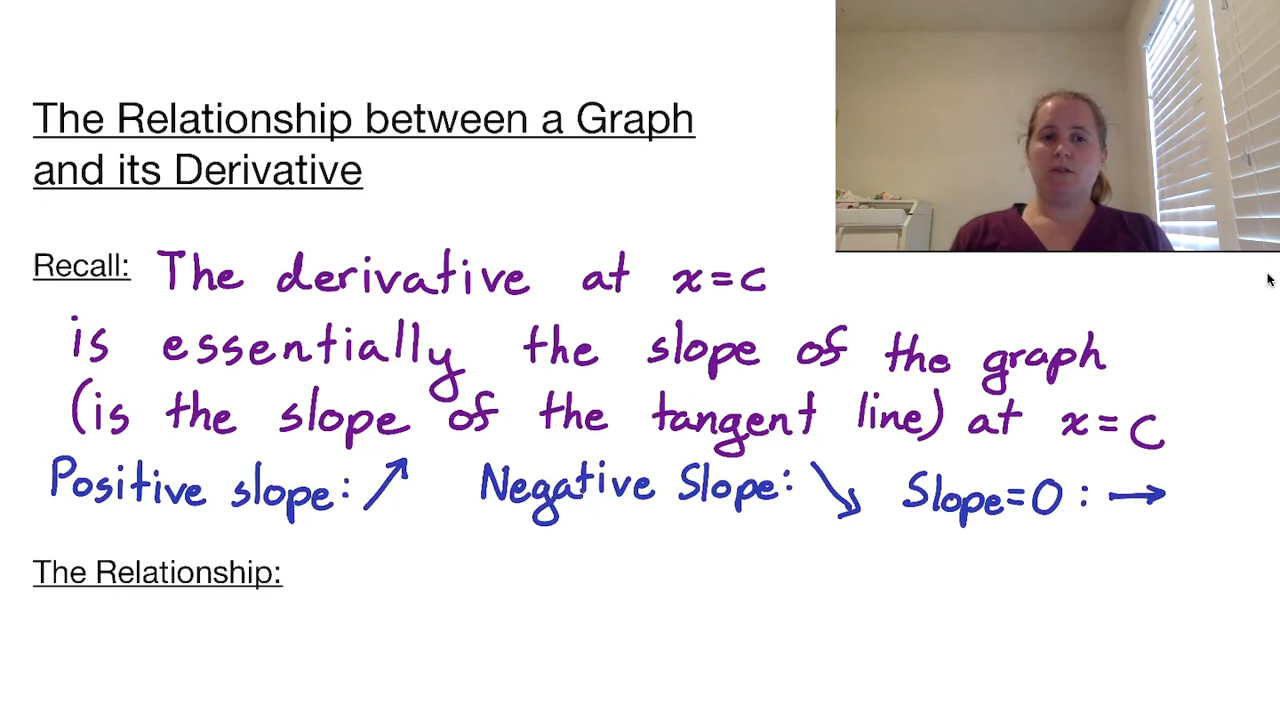 The Relationship between a Graph
and its Derivative
Recall: The derivative at x=c
is essentially the slope of the graph
(is the slope of the tangent line) at x=c
Positive slope: ↗ Negative Slope: ↘ Slope=0 : →
The Relationship: